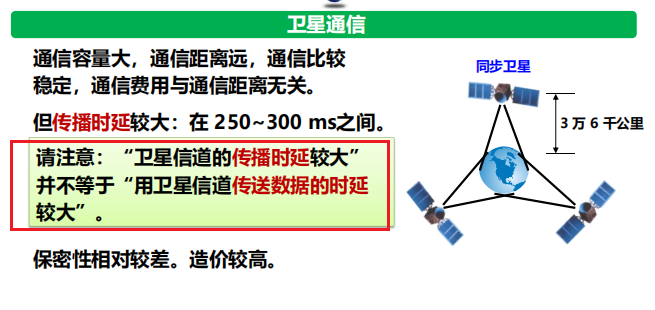 卫星通信
通信容量大，通信距离远，通信比较
稳定，通信费用与通信距离无关。
但传播时延较大：在 250~300 ms之间。
请注意：“卫星信道的传播时延较大”
并不等于“用卫星信道传送数据的时延
较大”。
保密性相对较差。造价较高。
同步卫星
3 万 6 千公里